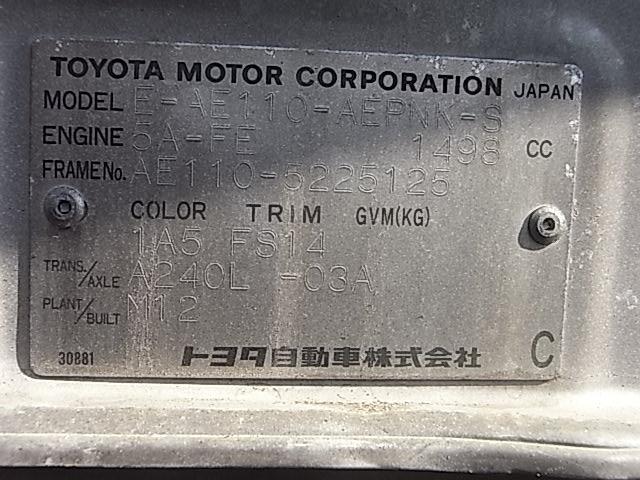 TOYOTA MOTOR CORPORATION JAPAN
MODEL E-AE110-AEPNK-S
ENGINE 5A-FE 1498 CC
FRAME No. AE110-5225125
COLOR TRIM GVM(KG)
1A5 FS14
TRANS./AXLE A240L -03A
PLANT/BUILT M12
30881 トヨタ自動車株式会社 C